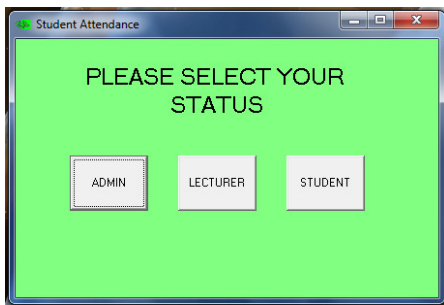 Student Attendance
PLEASE SELECT YOUR
STATUS
ADMIN
LECTURER
STUDENT